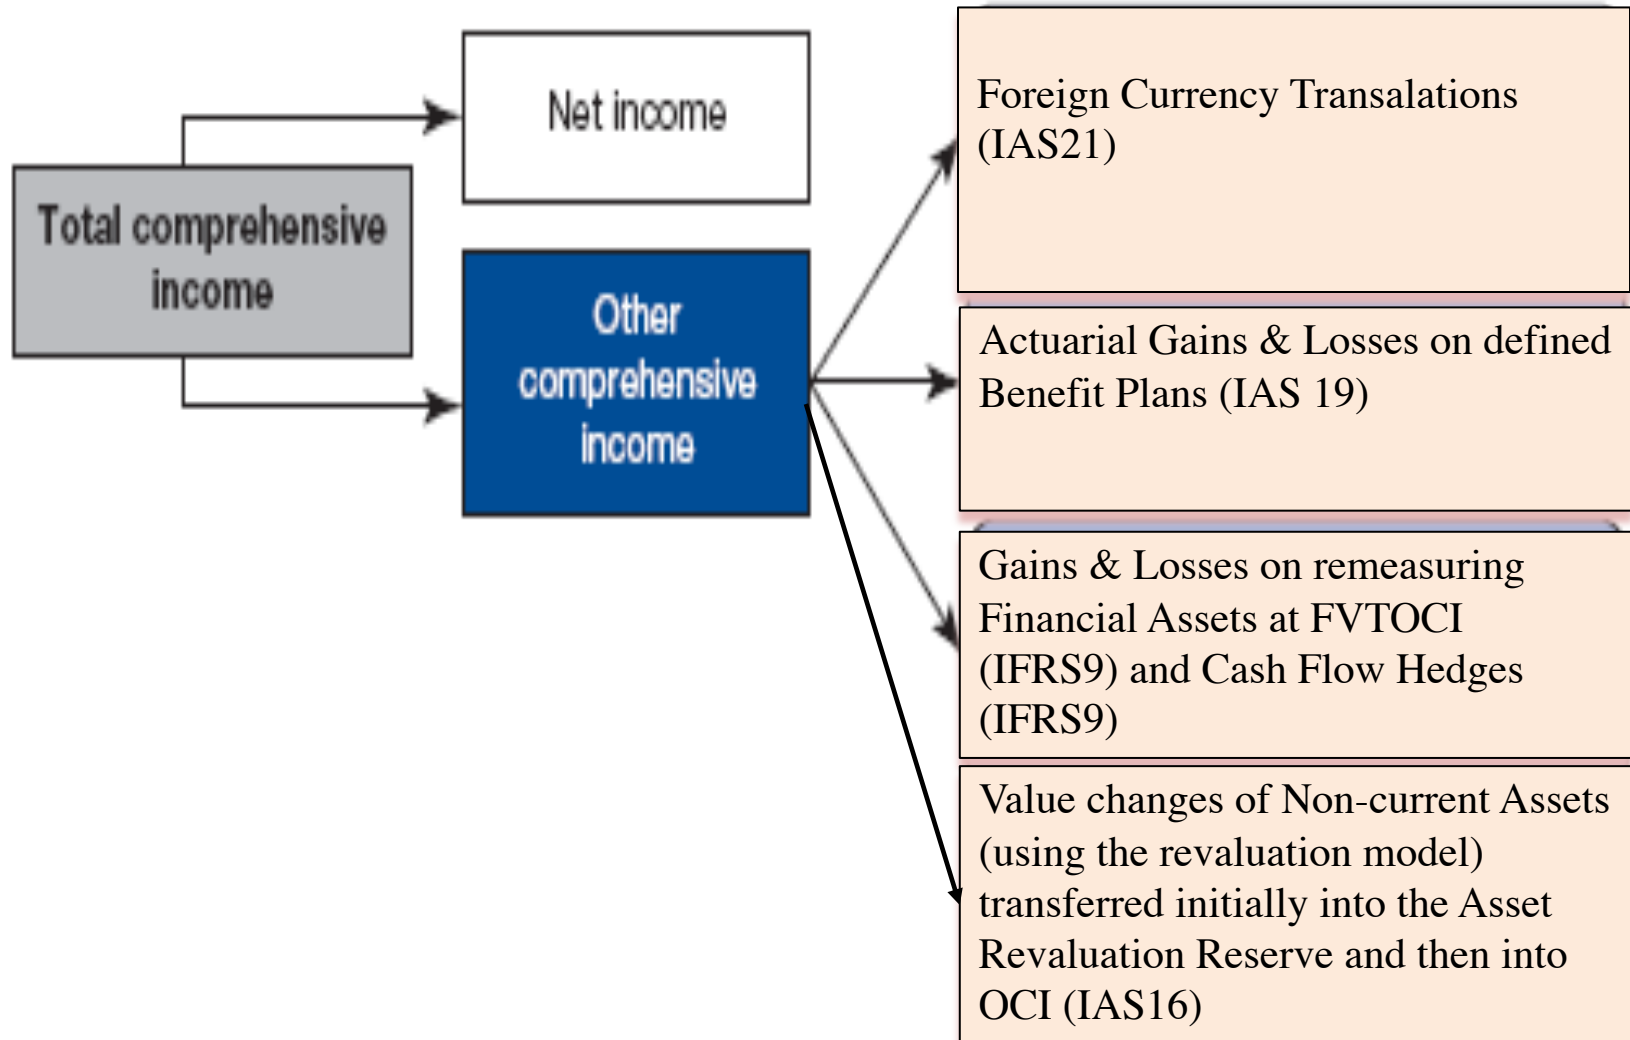 Net income
Total comprehensive
income
Other
comprehensive
income
Foreign Currency Transalations
(IAS21)
Actuarial Gains & Losses on defined
Benefit Plans (IAS 19)
Gains & Losses on remeasuring
Financial Assets at FVTOCI
(IFRS9) and Cash Flow Hedges
(IFRS9)
Value changes of Non-current Assets
(using the revaluation model)
transferred initially into the Asset
Revaluation Reserve and then into
OCI (IAS16)